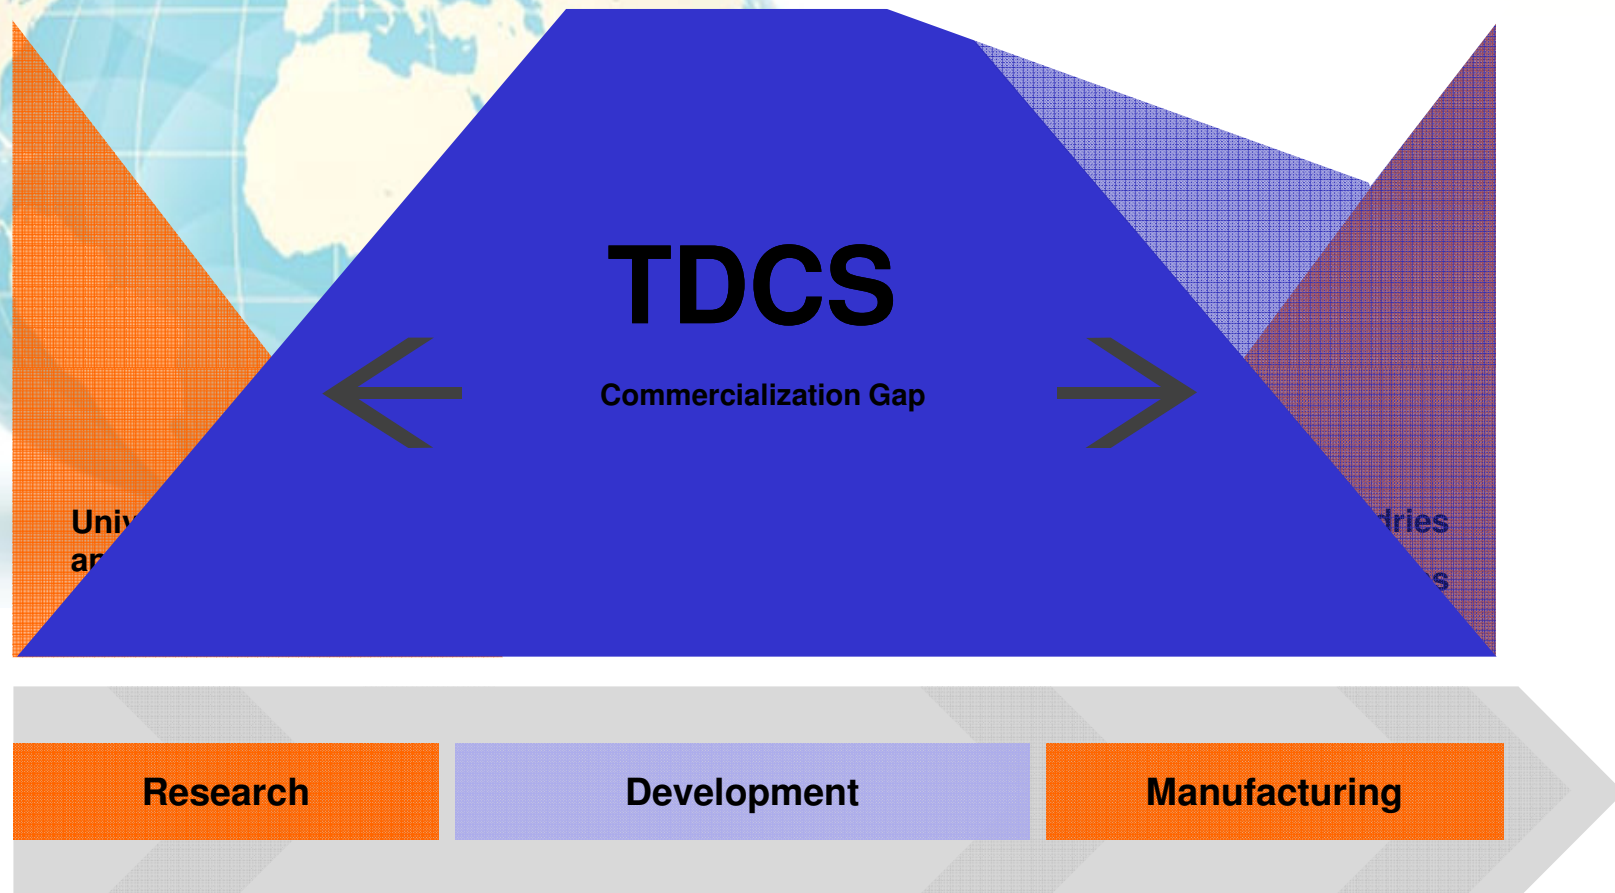 TDCS
Commercialization Gap
Research
Development
Manufacturing